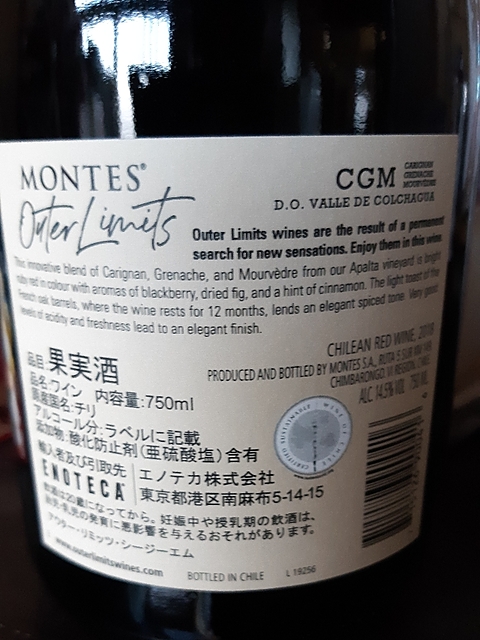 MONTES®
Outer Limits
CGM
CARIGNAN
GRENACHE
MOURVÈDRE
D.O. VALLE DE COLCHAGUA
Outer Limits wines are the result of a permanent
search for new sensations. Enjoy them in this wine.
This innovative blend of Carignan, Grenache, and Mourvèdre from our Apalta vineyard is bright
ruby red in colour with aromas of blackberry, dried fig, and a hint of cinnamon. The light toast of the
French oak barrels, where the wine rests for 12 months, lends an elegant spiced tone. Very good
levels of acidity and freshness lead to an elegant finish.
CHILEAN RED WINE,
PRODUCED AND BOTTLED BY MONTES S.A., RUTA 5 SUR KM
CHIMBARONGO, VI REGION, CHILE.
ALC 14,5% VOL 750 ML
品目:果実酒
品名:ワイン 内容量:750ml
原産国名:チリ
アルコール分:ラベルに記載
添加物:酸化防止剤(亜硫酸塩)含有
輸入者及び引取先
ENOTECA®
エノテカ株式会社
東京都港区南麻布5-14-15
飲酒は20歳になってから。妊娠中や授乳期の飲酒は、
胎児・乳児の発育に悪影響を与えるおそれがあります。
アウター・リミッツ・シージーエム
www.outerlimitswines.com
BOTTLED IN CHILE
L 19256
CERTIFIED SUSTAINABLE WINE OF CHILE